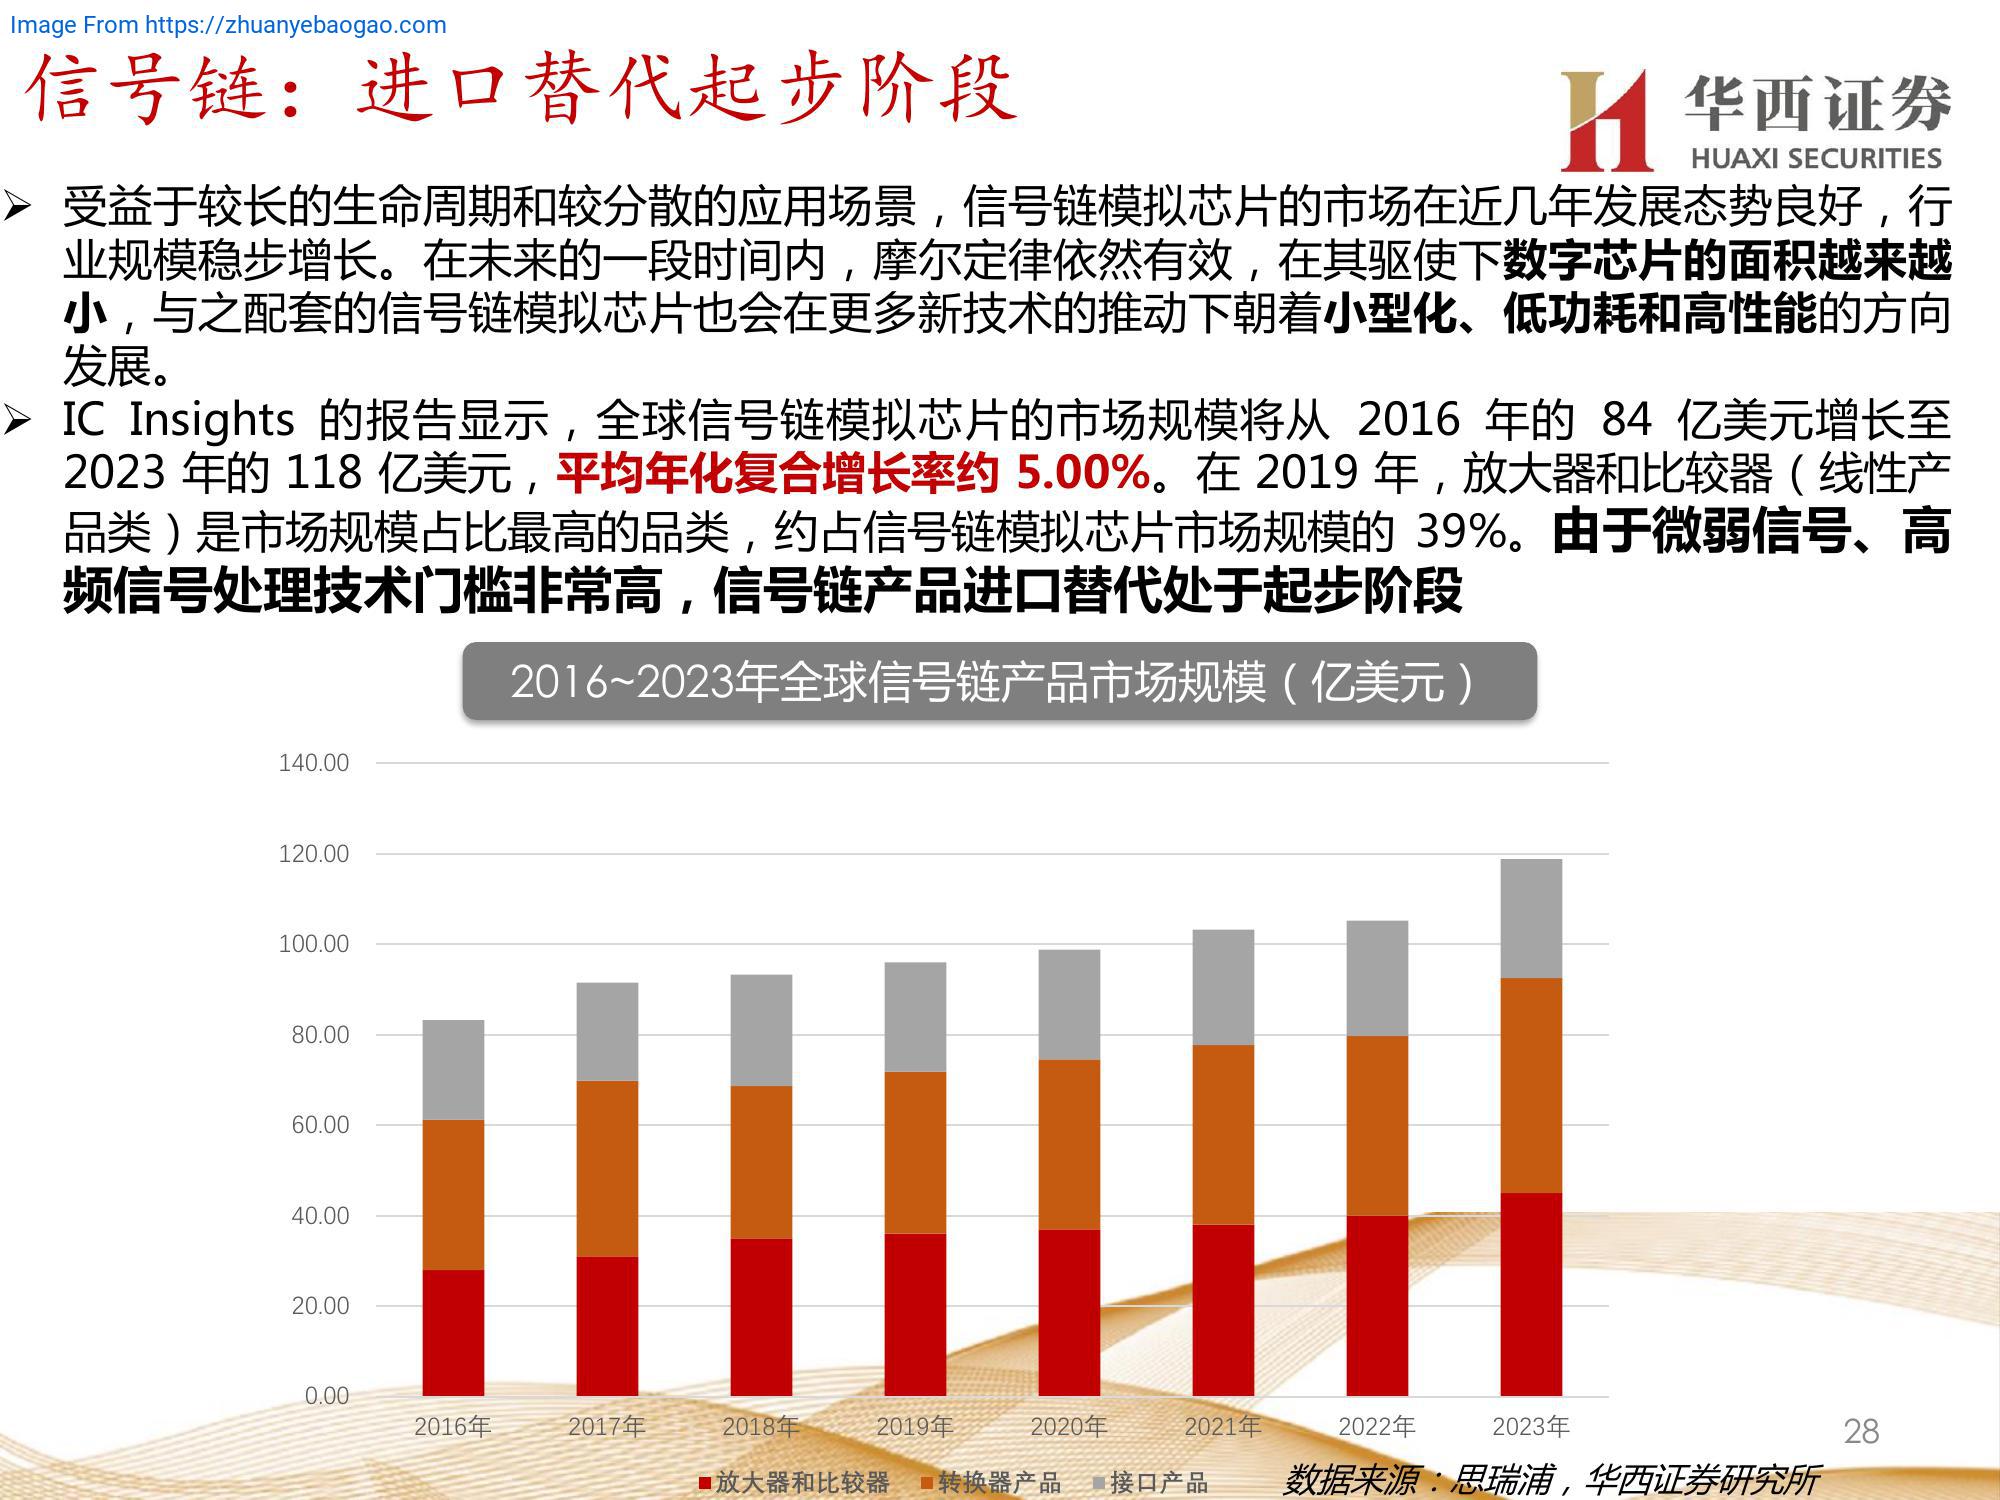 Image From https://zhuanyebaogao.com
信号链：进口替代起步阶段
华西证券
HUAXI SECURITIES
➢ 受益于较长的生命周期和较分散的应用场景，信号链模拟芯片的市场在近几年发展态势良好，行
业规模稳步增长。在未来的一段时间内，摩尔定律依然有效，在其驱使下数字芯片的面积越来越
小，与之配套的信号链模拟芯片也会在更多新技术的推动下朝着小型化、低功耗和高性能的方向
发展。
➢ IC Insights 的报告显示，全球信号链模拟芯片的市场规模将从 2016 年的 84 亿美元增长至
2023 年的 118 亿美元，平均年化复合增长率约 5.00%。在 2019 年，放大器和比较器（线性产
品类）是市场规模占比最高的品类，约占信号链模拟芯片市场规模的 39%。由于微弱信号、高
频信号处理技术门槛非常高，信号链产品进口替代处于起步阶段
2016~2023年全球信号链产品市场规模（亿美元）
140.00
120.00
100.00
80.00
60.00
40.00
20.00
0.00
2016年 2017年 2018年 2019年 2020年 2021年 2022年 2023年
28
放大器和比较器 转换器产品 接口产品
数据来源：思瑞浦，华西证券研究所